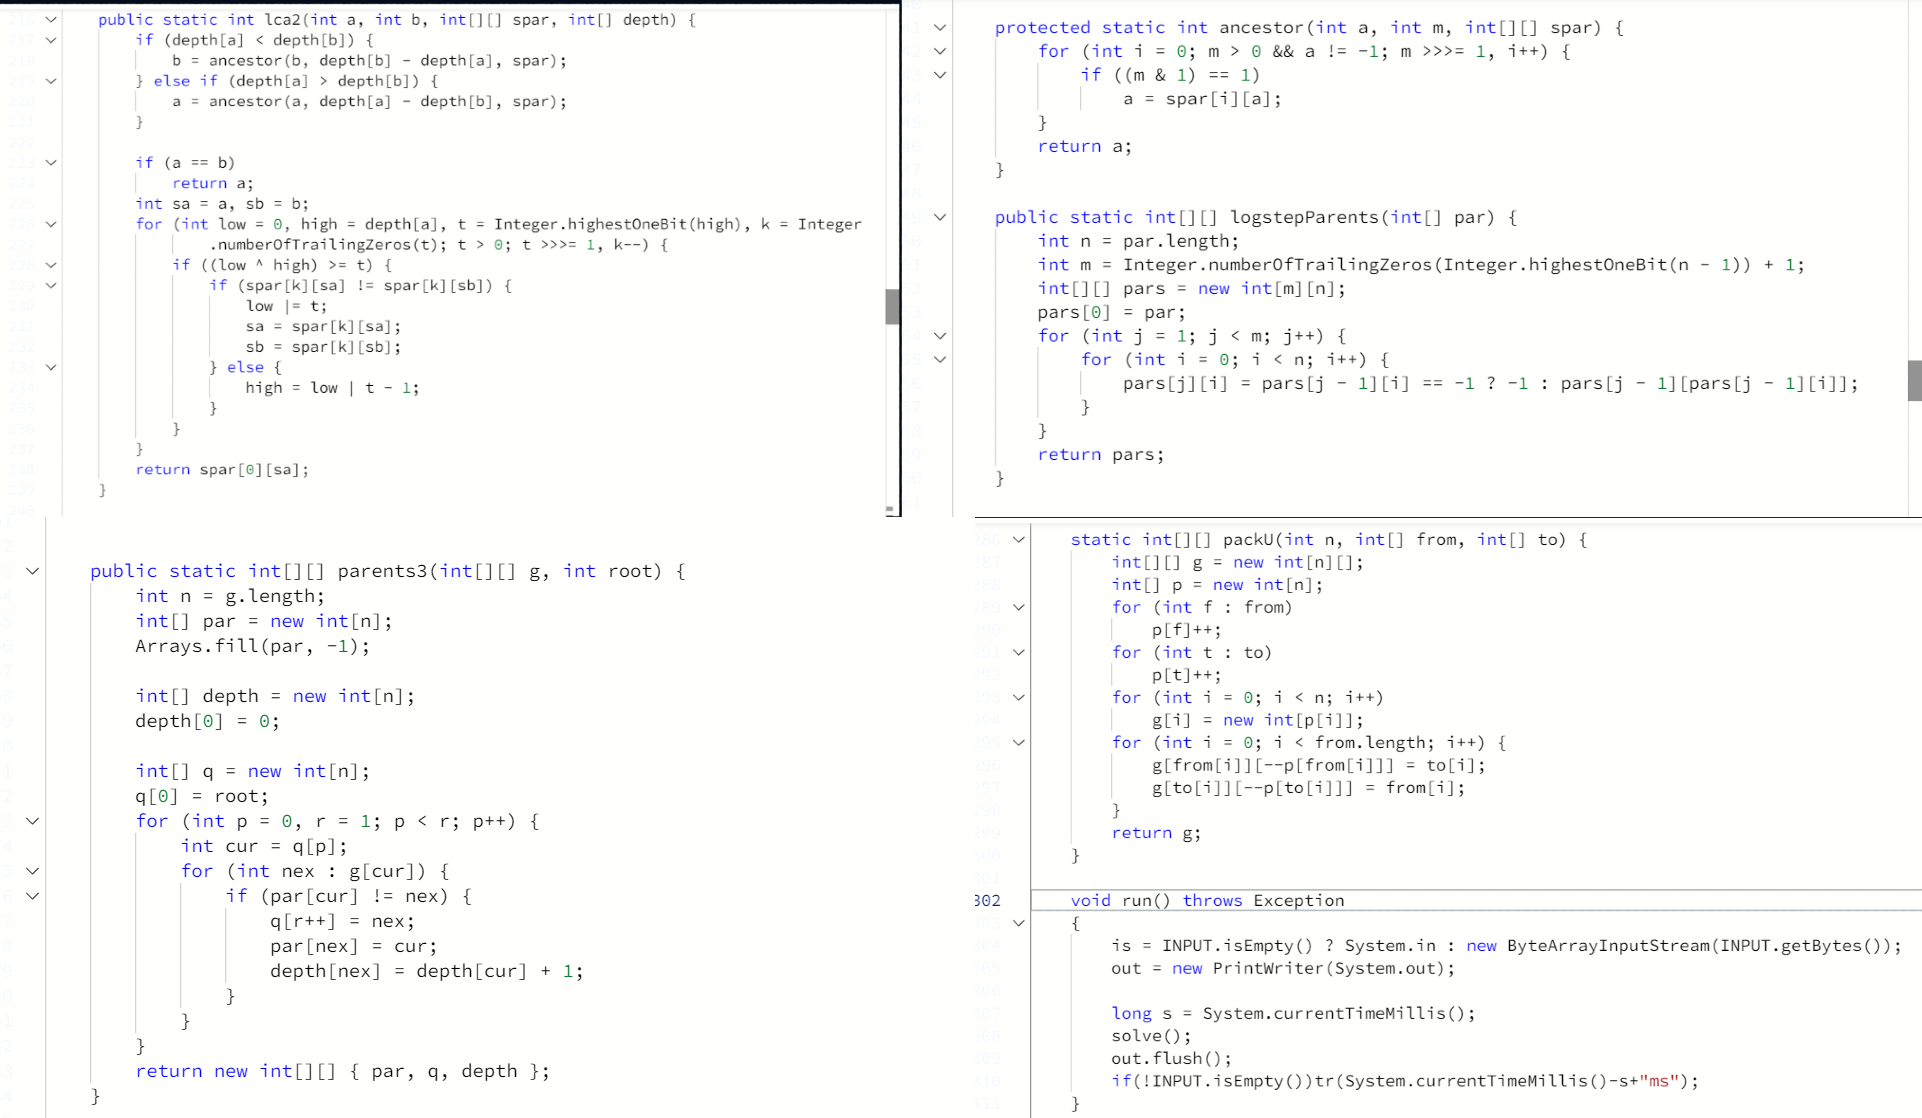 public static int lca2(int a, int b, int[][] spar, int[] depth) {
if (depth[a] < depth[b]) {
b = ancestor(b, depth[b] - depth[a], spar);
} else if (depth[a] > depth[b]) {
a = ancestor(a, depth[a] - depth[b], spar);
}
if (a == b)
return a;
int sa = a, sb = b;
for (int low = 0, high = depth[a], t = Integer.highestOneBit(high), k = Integer
.numberOfTrailingZeros(t); t > 0; t >>>= 1, k--) {
if ((low ^ high) >= t) {
if (spar[k][sa] != spar[k][sb]) {
low |= t;
sa = spar[k][sa];
sb = spar[k][sb];
} else {
high = low | t - 1;
}
}
}
return spar[0][sa];
}
protected static int ancestor(int a, int m, int[][] spar) {
for (int i = 0; m > 0 && a != -1; m >>>= 1, i++) {
if ((m & 1) == 1)
a = spar[i][a];
}
return a;
}
public static int[][] logstepParents(int[] par) {
int n = par.length;
int m = Integer.numberOfTrailingZeros(Integer.highestOneBit(n - 1)) + 1;
int[][] pars = new int[m][n];
pars[0] = par;
for (int j = 1; j < m; j++) {
for (int i = 0; i < n; i++) {
pars[j][i] = pars[j - 1][i] == -1 ? -1 : pars[j - 1][pars[j - 1][i]];
}
}
return pars;
}
public static int[][] parents3(int[][] g, int root) {
int n = g.length;
int[] par = new int[n];
Arrays.fill(par, -1);
int[] depth = new int[n];
depth[0] = 0;
int[] q = new int[n];
q[0] = root;
for (int p = 0, r = 1; p < r; p++) {
int cur = q[p];
for (int nex : g[cur]) {
if (par[cur] != nex) {
q[r++] = nex;
par[nex] = cur;
depth[nex] = depth[cur] + 1;
}
}
}
return new int[][] { par, q, depth };
}
static int[][] packU(int n, int[] from, int[] to) {
int[][] g = new int[n][];
int[] p = new int[n];
for (int f : from)
p[f]++;
for (int t : to)
p[t]++;
for (int i = 0; i < n; i++)
g[i] = new int[p[i]];
for (int i = 0; i < from.length; i++) {
g[from[i]][--p[from[i]]] = to[i];
g[to[i]][--p[to[i]]] = from[i];
}
return g;
}
302 void run() throws Exception
{
is = INPUT.isEmpty() ? System.in : new ByteArrayInputStream(INPUT.getBytes());
out = new PrintWriter(System.out);
long s = System.currentTimeMillis();
solve();
out.flush();
if(!INPUT.isEmpty())tr(System.currentTimeMillis()-s+"ms");
}